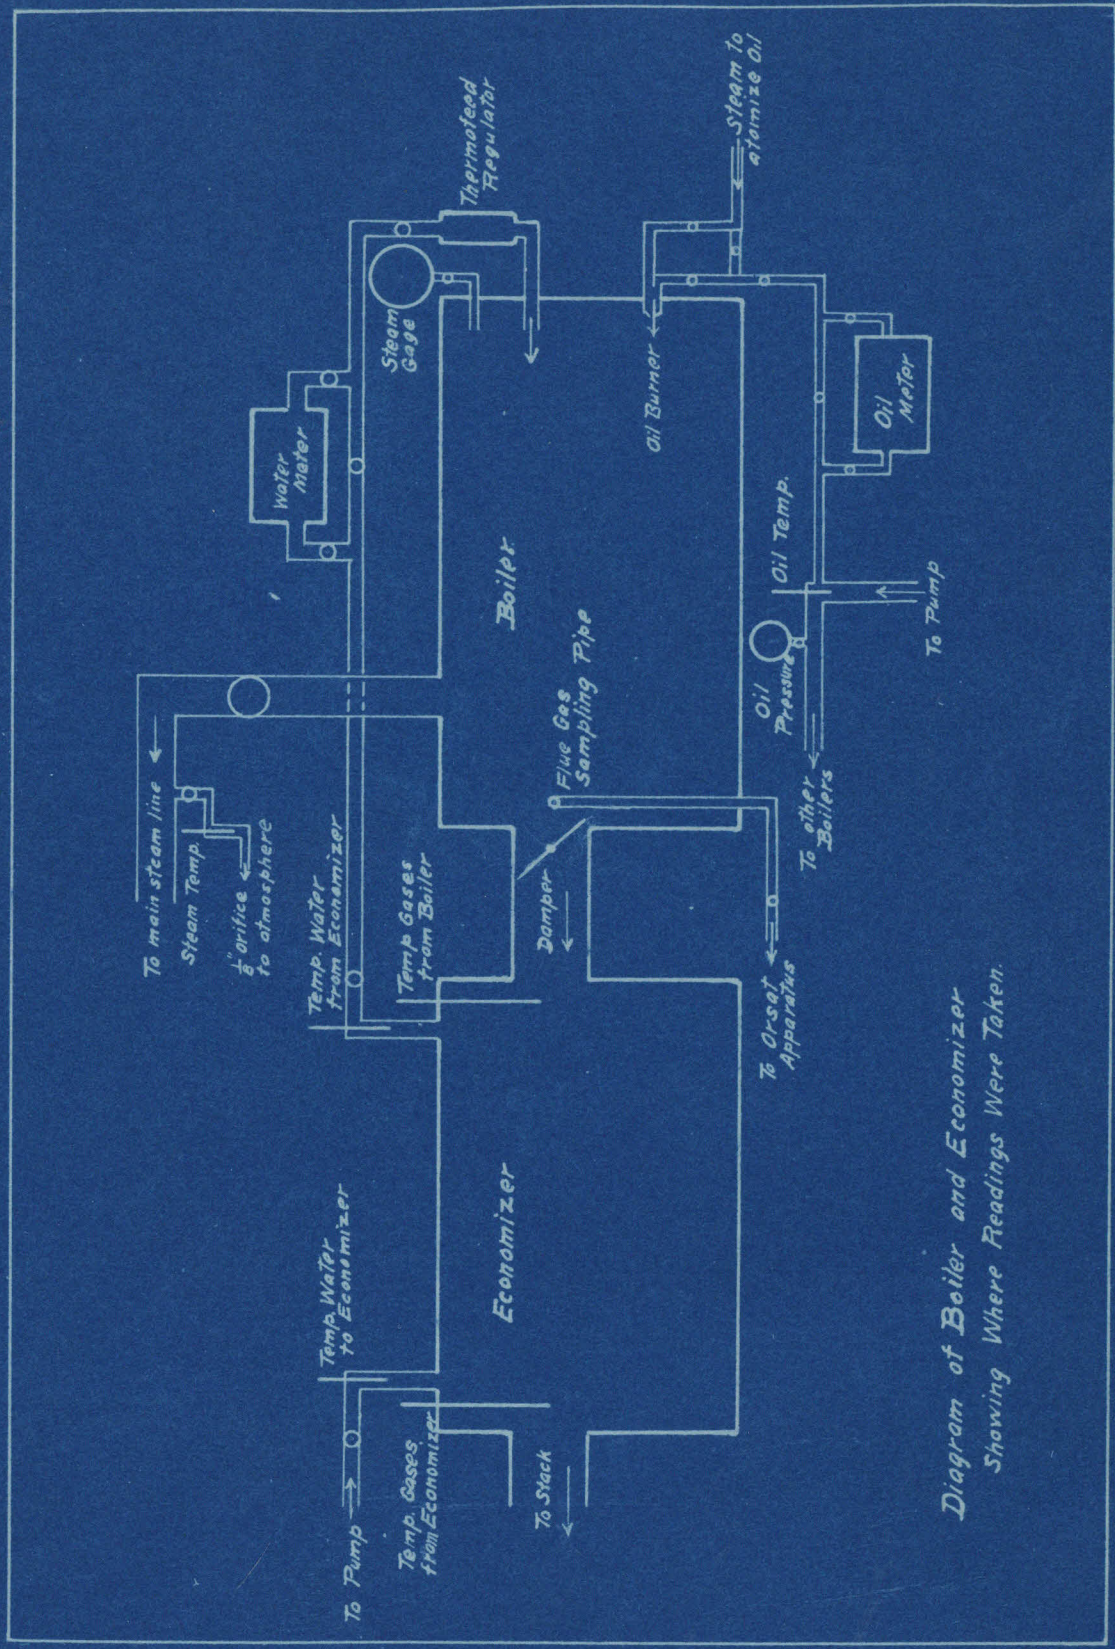 To Pump
Temp. Water
to Economizer
Temp. Gases
from Economizer
To Stack
Economizer
To main steam line
Steam Temp.
1/8" orifice
to atmosphere
Temp. Water
from Economizer
Temp Gases
from Boiler
Damper
To Orsat
Apparatus
Flue Gas
Sampling Pipe
Boiler
Water
Meter
Steam
Gage
Thermofeed
Regulator
Oil Burner
Steam to
atomize Oil
Oil
Meter
Oil Temp.
Oil
Pressure
To other
Boilers
To Pump
Diagram of Boiler and Economizer
Showing Where Readings Were Taken.